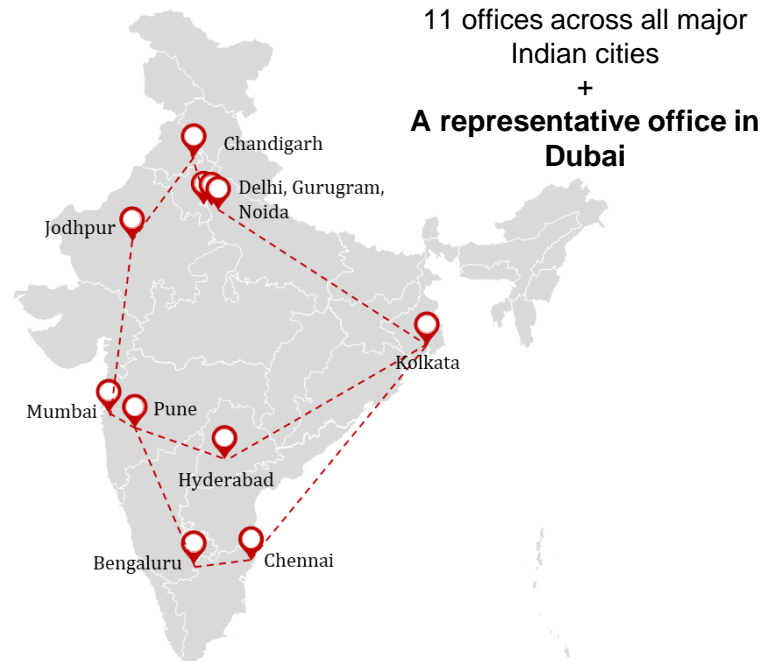 11 offices across all major
Indian cities
+
A representative office in
Dubai
Chandigarh
Delhi, Gurugram,
Noida
Jodhpur
Kolkata
Mumbai
Pune
Hyderabad
Bengaluru
Chennai